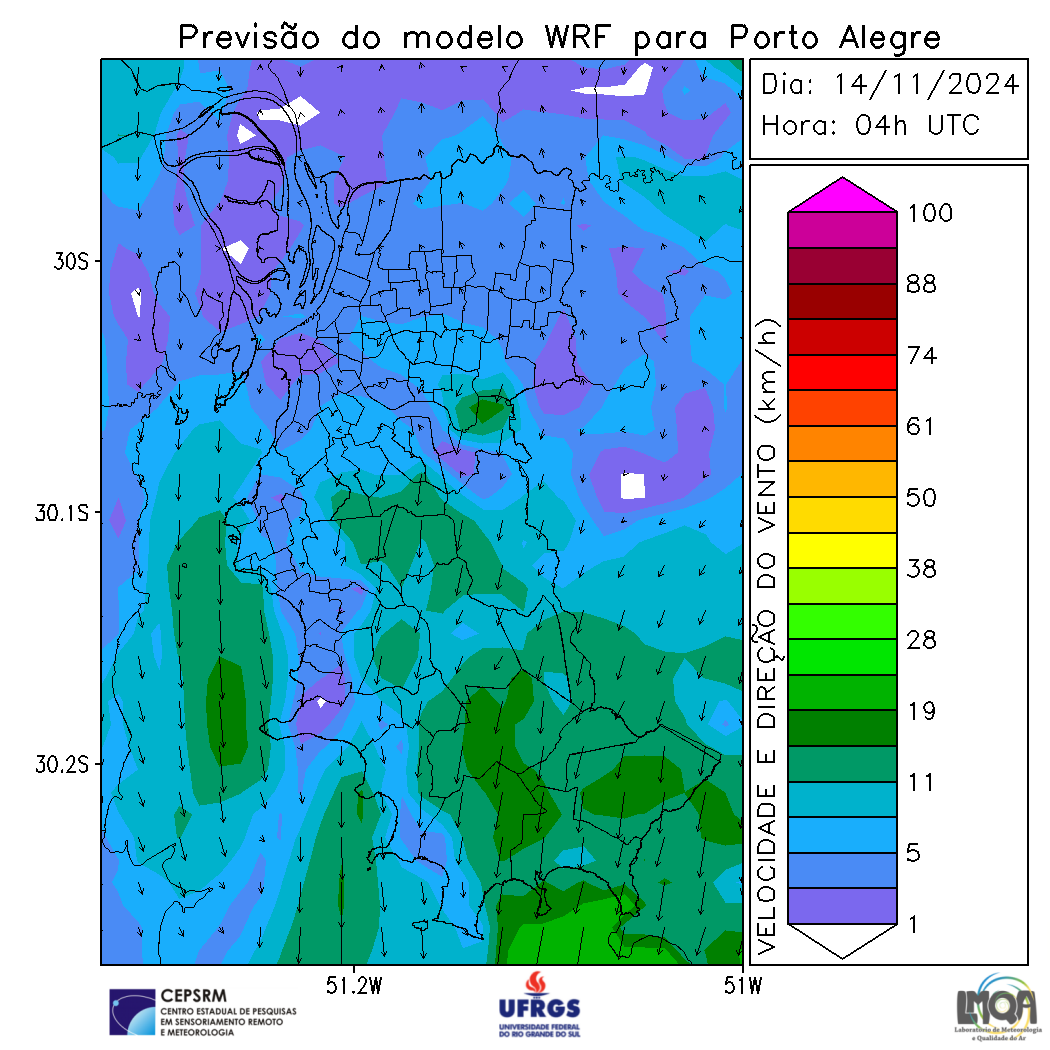 Previsão do modelo WRF para Porto Alegre
Dia: 14/11/2024
Hora: 04h UTC
30S
30.1S
30.2S
51.2W
51W
VELOCIDADE E DIREÇÃO DO VENTO (km/h)
100
88
74
61
50
38
28
19
11
5
1
CEPSRM
CENTRO ESTADUAL DE PESQUISAS
EM SENSORIAMENTO REMOTO
E METEOROLOGIA
UFRGS
UNIVERSIDADE FEDERAL
DO RIO GRANDE DO SUL
LMQA
Laboratório de Meteorologia
e Qualidade do Ar